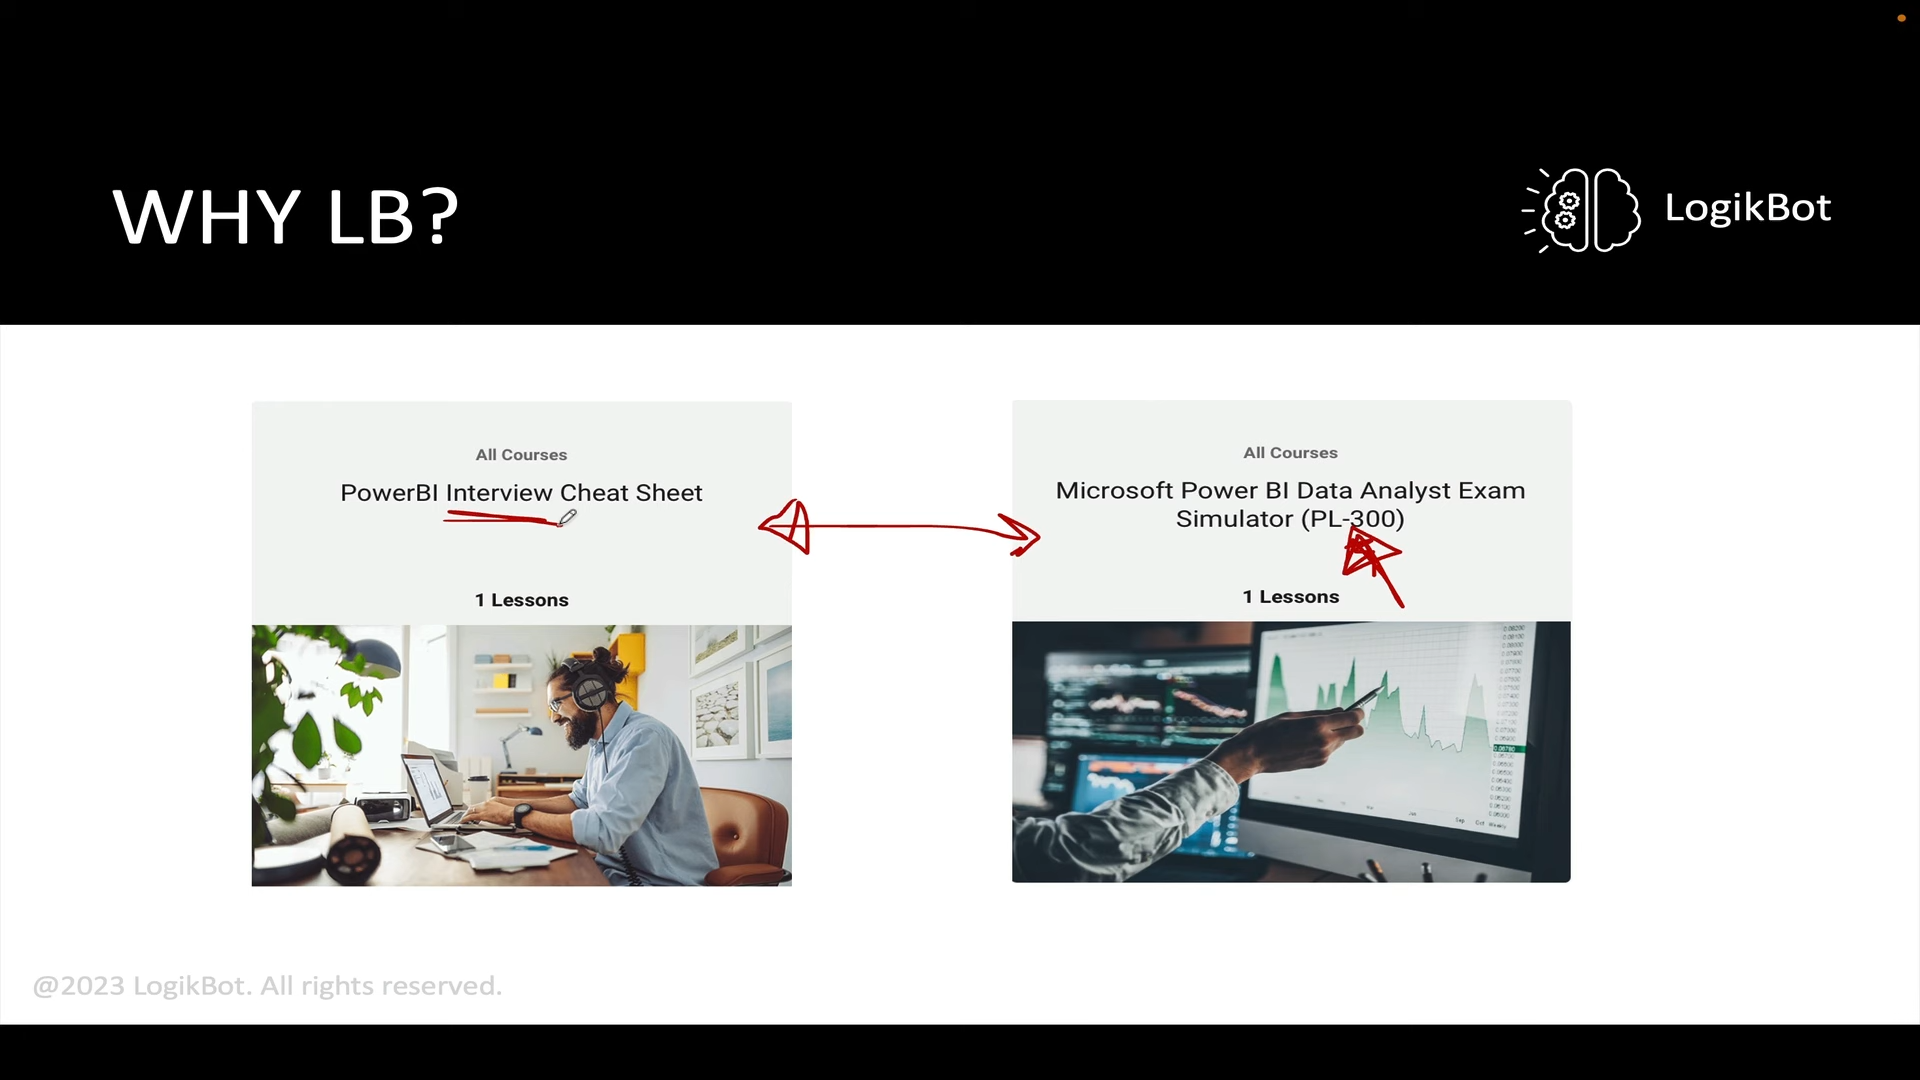 WHY LB?
LogikBot
All Courses
PowerBI Interview Cheat Sheet
1 Lessons
All Courses
Microsoft Power BI Data Analyst Exam
Simulator (PL-300)
1 Lessons
@2023 LogikBot. All rights reserved.